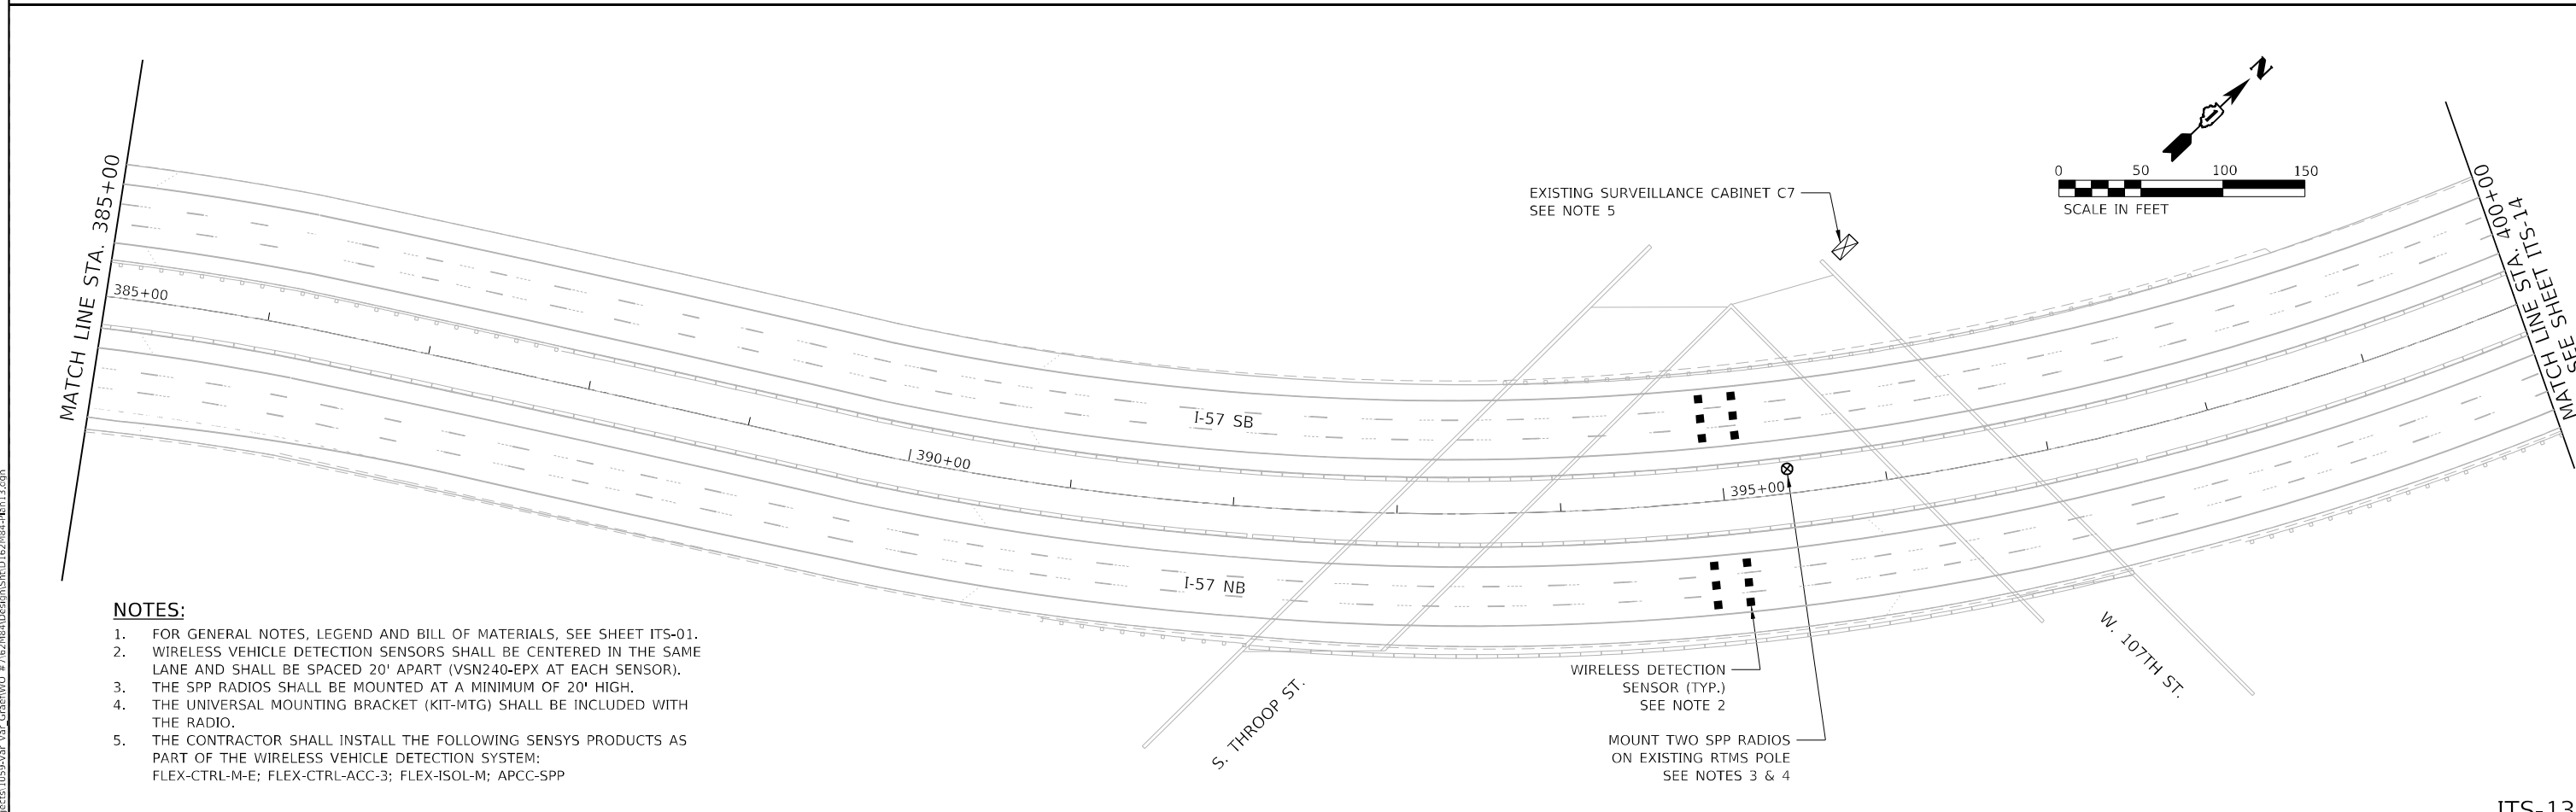 N
0 50 100 150
SCALE IN FEET
EXISTING SURVEILLANCE CABINET C7
SEE NOTE 5
MATCH LINE STA. 385+00
385+00
MATCH LINE STA. 400+00
SEE SHEET ITS-14
I-57 SB
390+00
395+00
I-57 NB
NOTES:
1. FOR GENERAL NOTES, LEGEND AND BILL OF MATERIALS, SEE SHEET ITS-01.
2. WIRELESS VEHICLE DETECTION SENSORS SHALL BE CENTERED IN THE SAME
LANE AND SHALL BE SPACED 20' APART (VSN240-EPX AT EACH SENSOR).
3. THE SPP RADIOS SHALL BE MOUNTED AT A MINIMUM OF 20' HIGH.
4. THE UNIVERSAL MOUNTING BRACKET (KIT-MTG) SHALL BE INCLUDED WITH
THE RADIO.
5. THE CONTRACTOR SHALL INSTALL THE FOLLOWING SENSYS PRODUCTS AS
PART OF THE WIRELESS VEHICLE DETECTION SYSTEM:
FLEX-CTRL-M-E; FLEX-CTRL-ACC-3; FLEX-ISOL-M; APCC-SPP
S. THROOP ST.
WIRELESS DETECTION
SENSOR (TYP.)
SEE NOTE 2
MOUNT TWO SPP RADIOS
ON EXISTING RTMS POLE
SEE NOTES 3 & 4
W. 107TH ST.
ITS-13